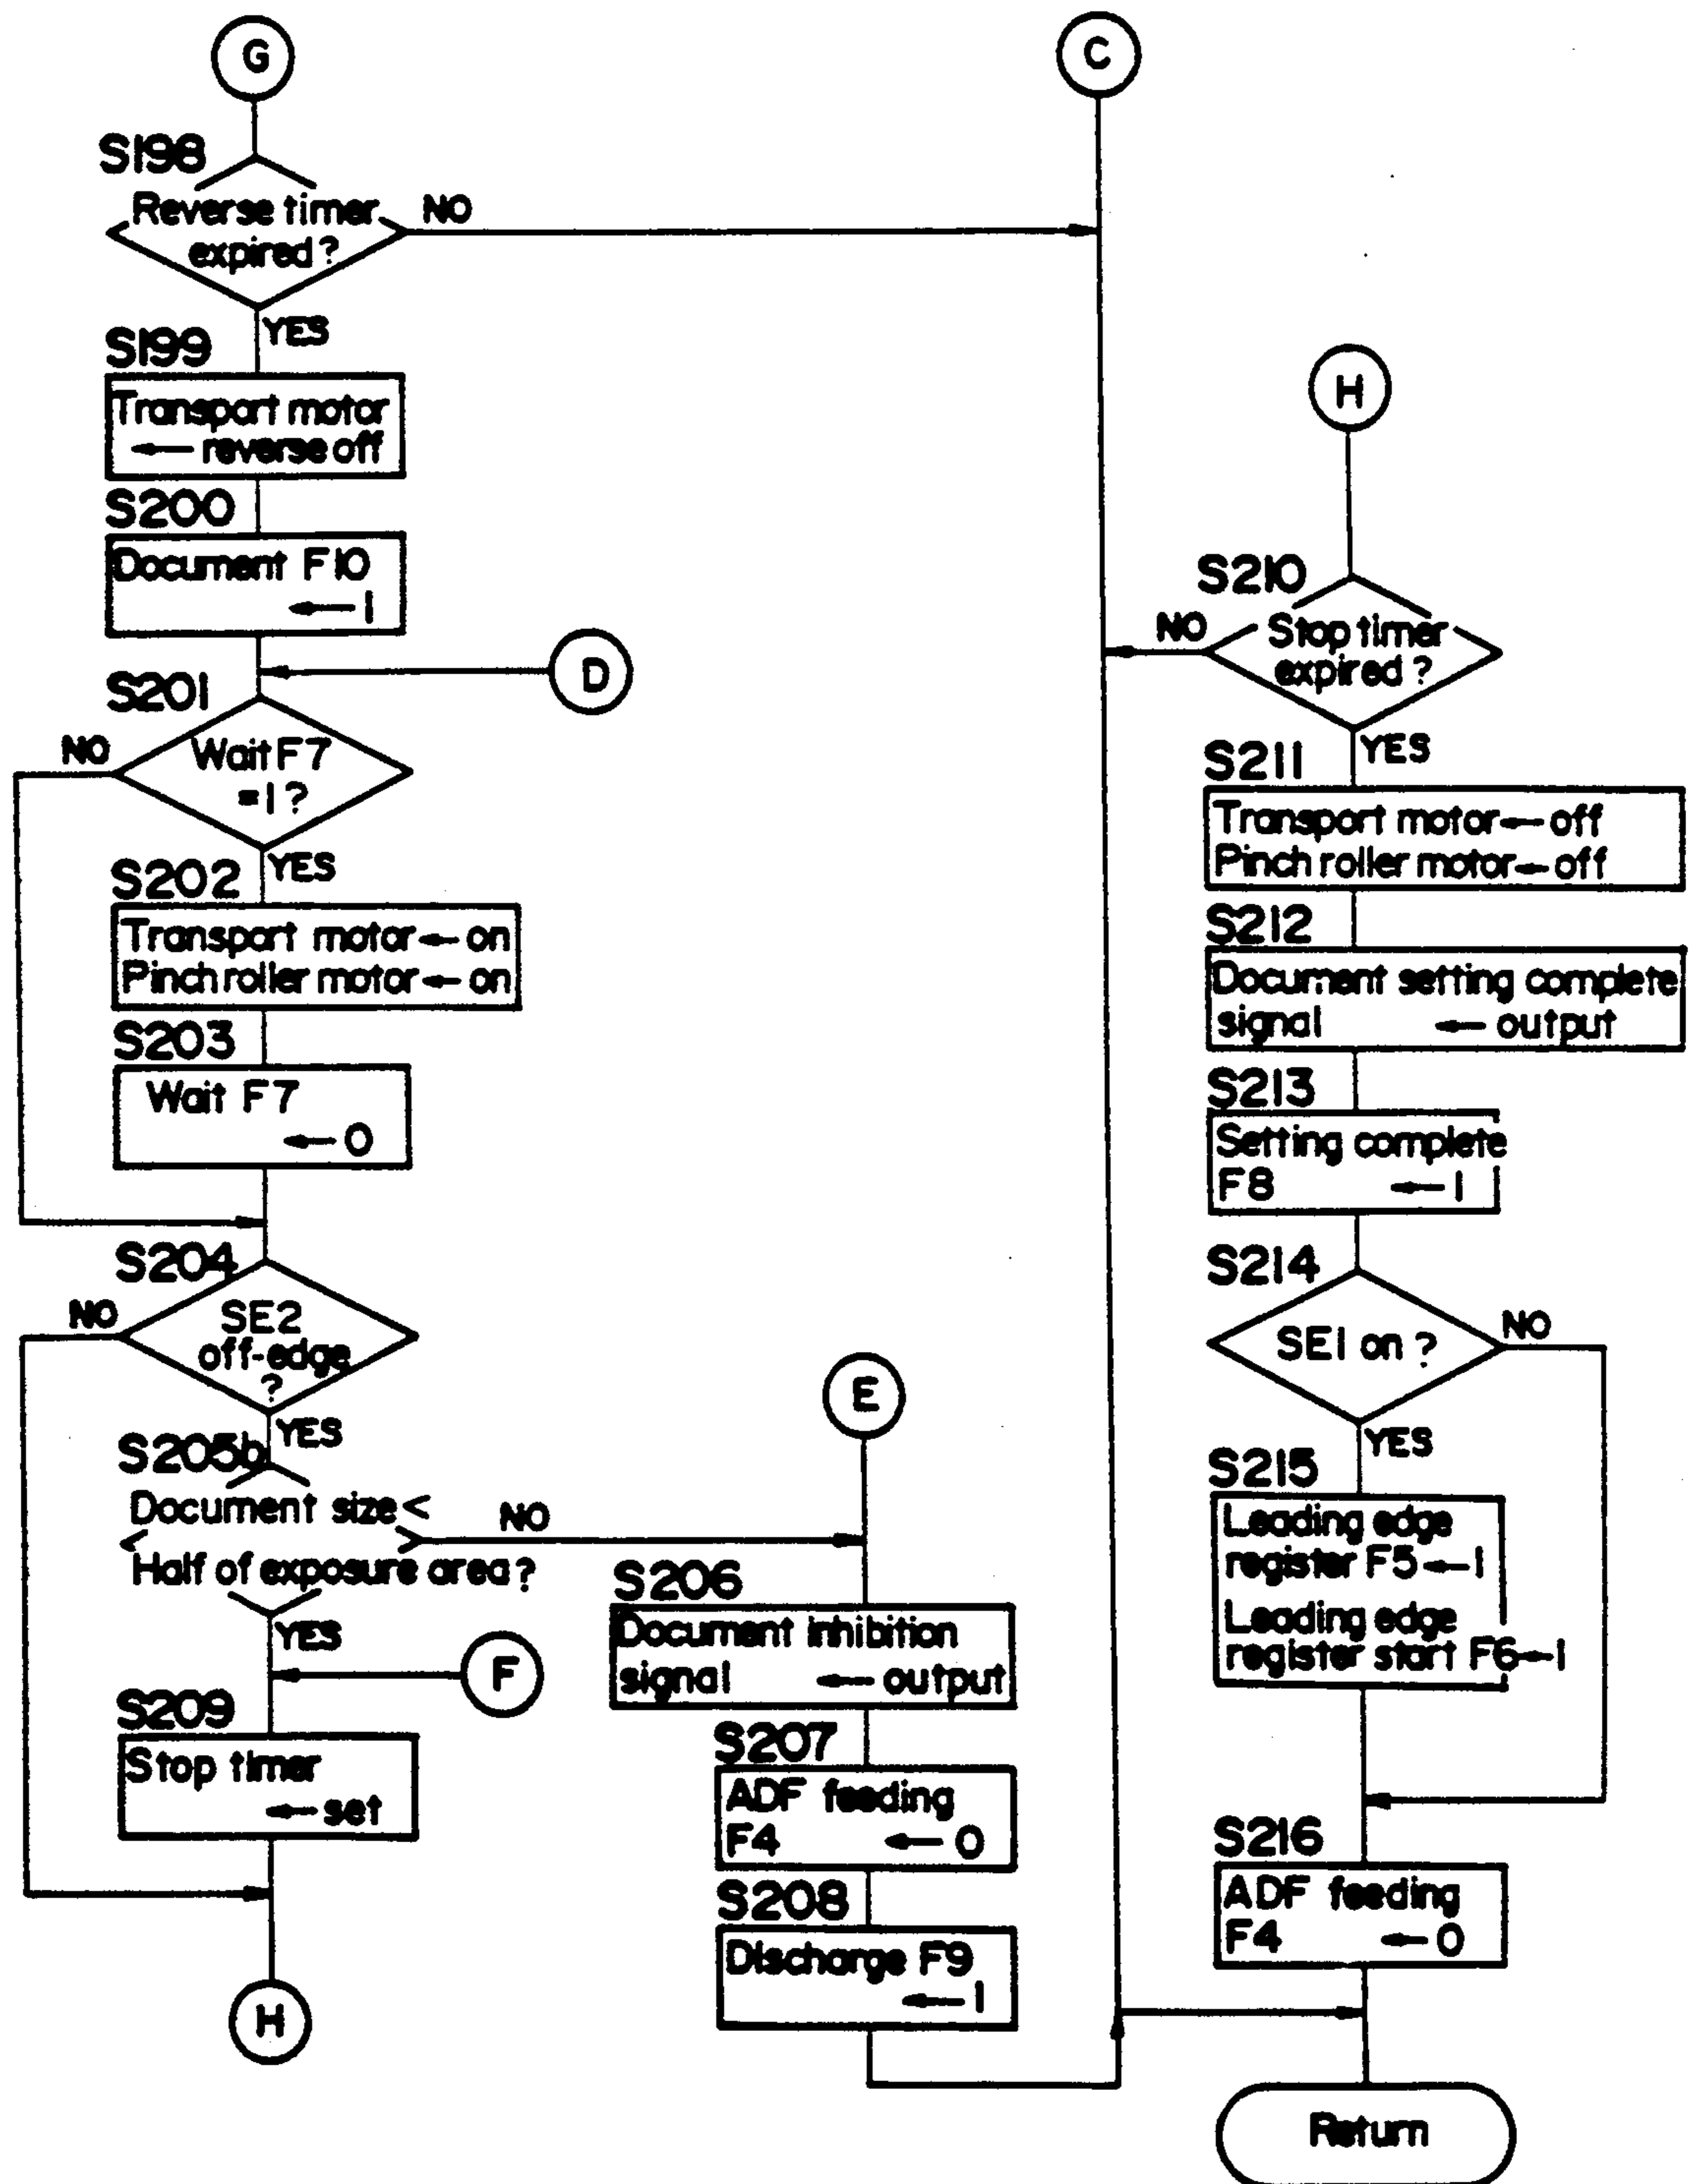 G
S198
Reverse timer
expired?
NO
YES
S199
Transport motor
← reverse off
S200
Document F10
← 1
D
S201
Wait F7
=1?
NO
YES
S202
Transport motor ← on
Pinch roller motor ← on
S203
Wait F7
← 0
S204
SE2
off-edge
?
NO
YES
S205b
Document size <
Half of exposure area?
NO
YES
F
S209
Stop timer
← set
H
E
S206
Document inhibition
signal ← output
S207
ADF feeding
F4 ← 0
S208
Discharge F9
← 1
C
H
S210
Stop timer
expired?
NO
YES
S211
Transport motor ← off
Pinch roller motor ← off
S212
Document setting complete
signal ← output
S213
Setting complete
F8 ← 1
S214
SE1 on?
NO
YES
S215
Leading edge
register F5 ← 1
Leading edge
register start F6 ← 1
S216
ADF feeding
F4 ← 0
Return